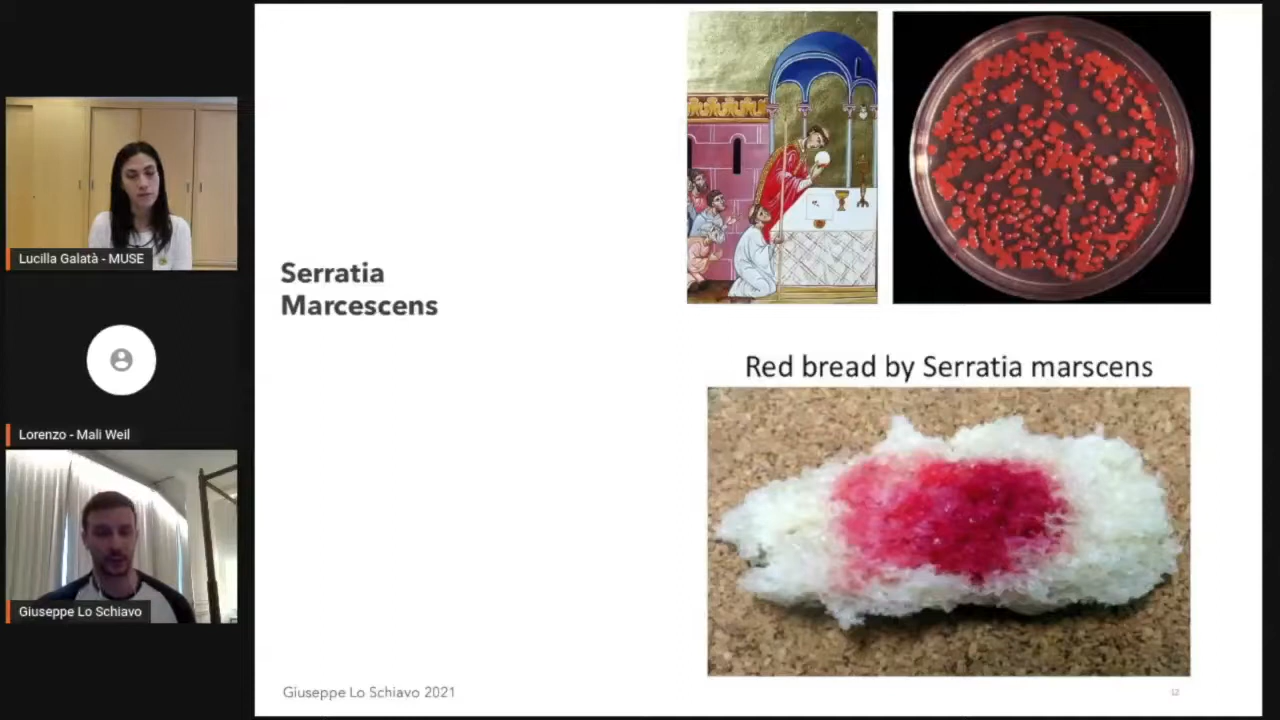 Lucilla Galatà - MUSE
Lorenzo - Mali Weil
Giuseppe Lo Schiavo
Serratia
Marcescens
Red bread by Serratia marscens
Giuseppe Lo Schiavo 2021
12